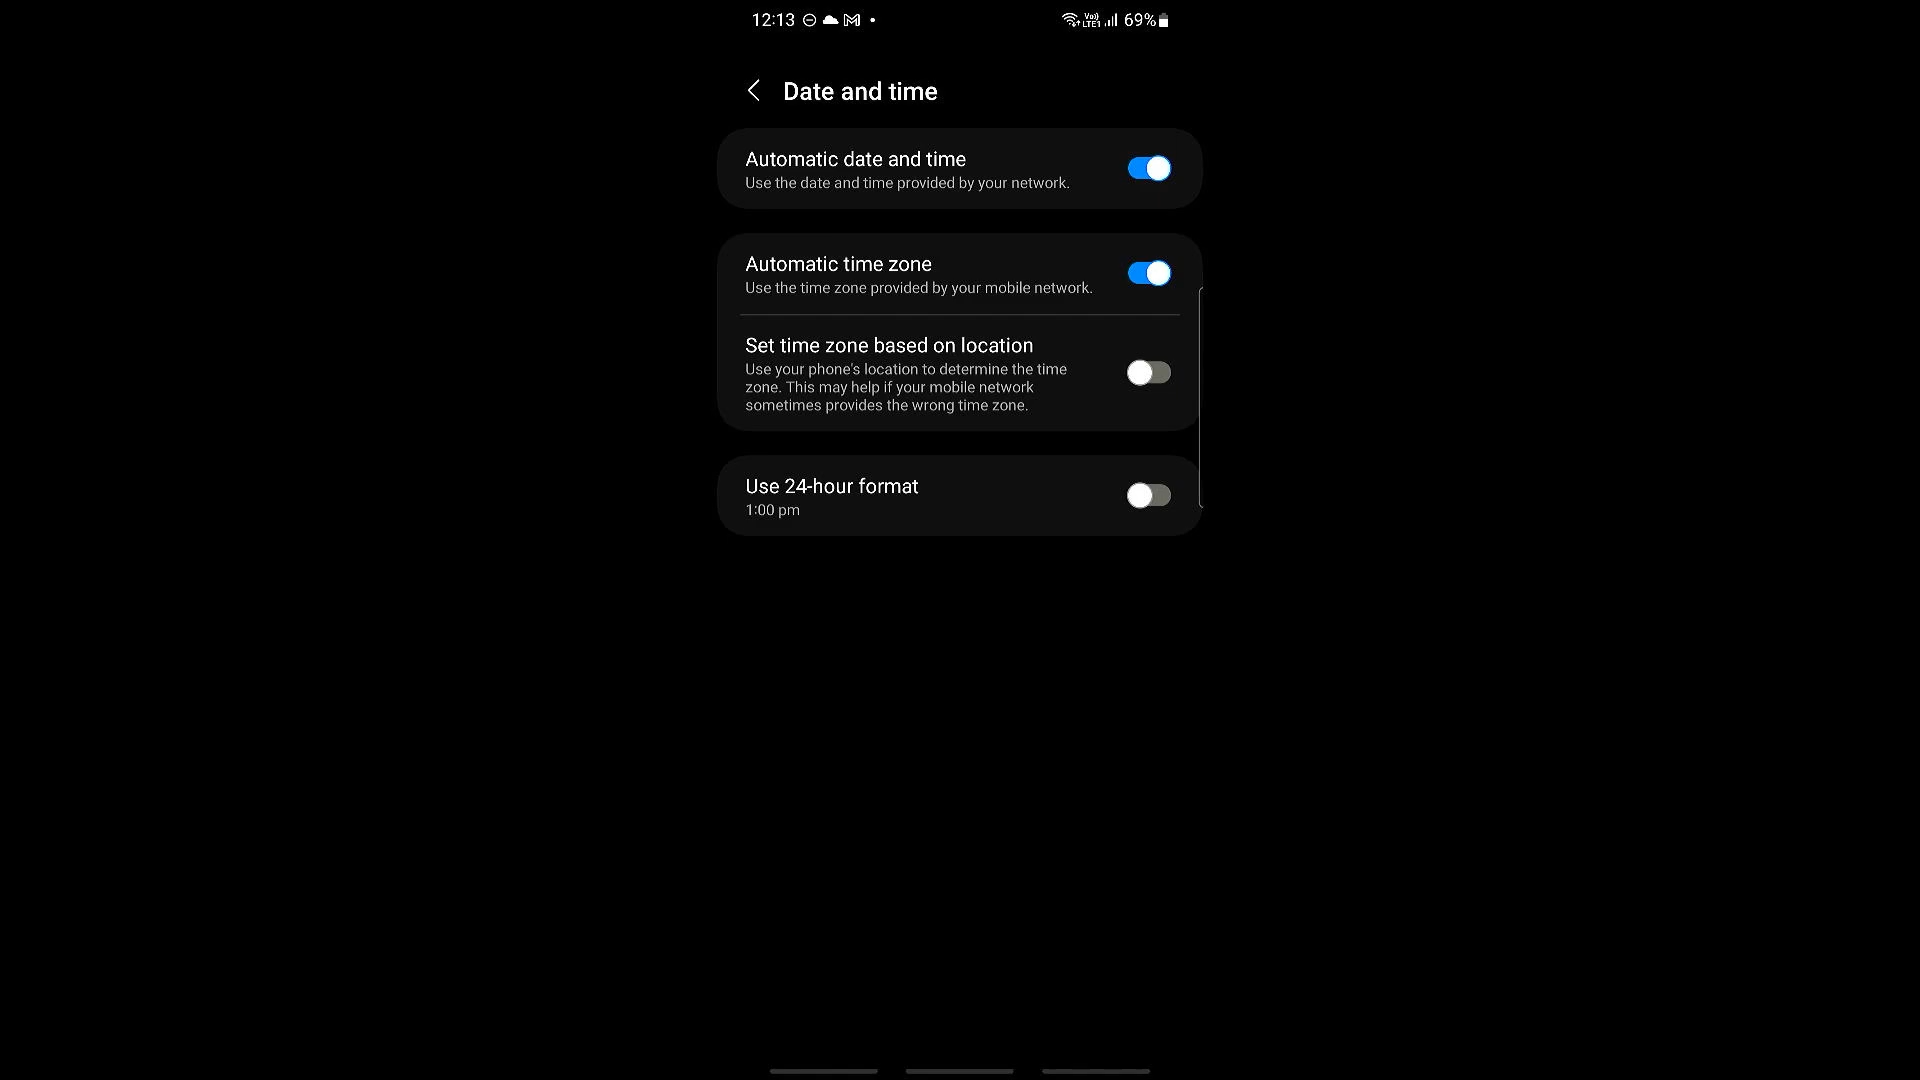 12:13 69%
Date and time
Automatic date and time
Use the date and time provided by your network.
Automatic time zone
Use the time zone provided by your mobile network.
Set time zone based on location
Use your phone's location to determine the time
zone. This may help if your mobile network
sometimes provides the wrong time zone.
Use 24-hour format
1:00 pm